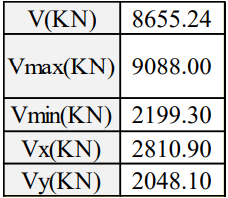 V(KN) 8655.24
Vmax(KN) 9088.00
Vmin(KN) 2199.30
Vx(KN) 2810.90
Vy(KN) 2048.10